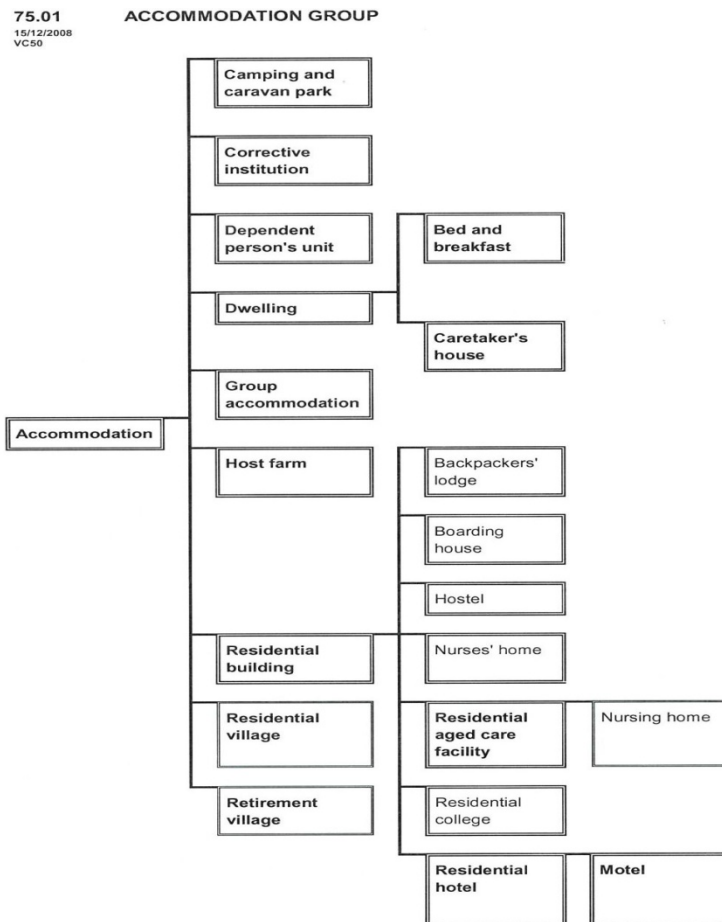 75.01 ACCOMMODATION GROUP
15/12/2008
VC50
Camping and
caravan park
Corrective
institution
Dependent
person's unit
Bed and
breakfast
Dwelling
Caretaker's
house
Group
accommodation
Accommodation
Host farm
Backpackers'
lodge
Boarding
house
Hostel
Residential
building
Nurses' home
Residential
village
Residential
aged care
facility
Nursing home
Retirement
village
Residential
college
Residential
hotel
Motel